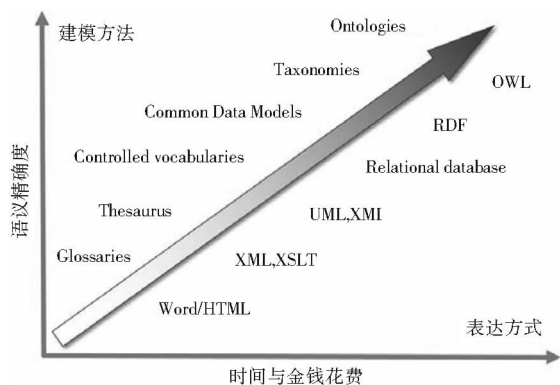 建模方法
Ontologies
Taxonomies
OWL
Common Data Models
RDF
Controlled vocabularies
Relational database
Thesaurus
UML,XMI
Glossaries
XML,XSLT
Word/HTML
表达方式
语议精确度
时间与金钱花费